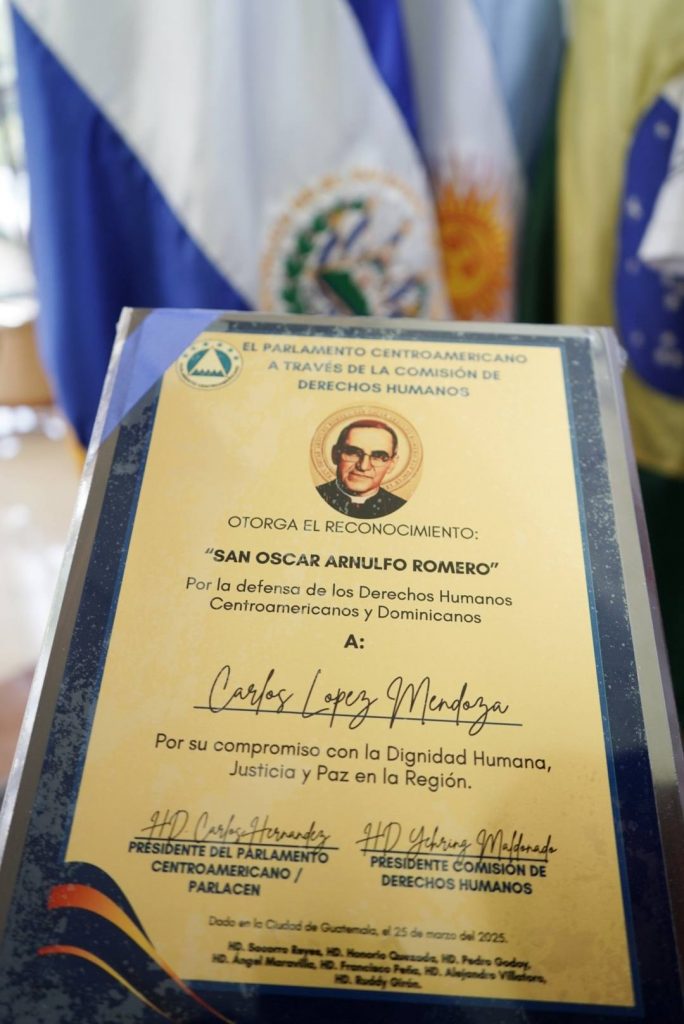 EL PARLAMENTO CENTROAMERICANO
A TRAVÉS DE LA COMISIÓN DE
DERECHOS HUMANOS
OTORGA EL RECONOCIMIENTO:
“SAN OSCAR ARNULFO ROMERO”
Por la defensa de los Derechos Humanos
Centroamericanos y Dominicanos
A:
Carlos Lopez Mendoza
Por su compromiso con la Dignidad Humana,
Justicia y Paz en la Región.
HD. Carlos Hernandez
PRESIDENTE DEL PARLAMENTO
CENTROAMERICANO /
PARLACEN
HD Yehring Maldonado
PRESIDENTE COMISIÓN DE
DERECHOS HUMANOS
Dado en la Ciudad de Guatemala, el 25 de marzo del 2025.
HD. Socorro Reyes, HD. Honorio Quezada, HD. Pedro Godoy,
HD. Ángel Maravilla, HD. Francisco Peña, HD. Alejandro Villatoro,
HD. Ruddy Girón.